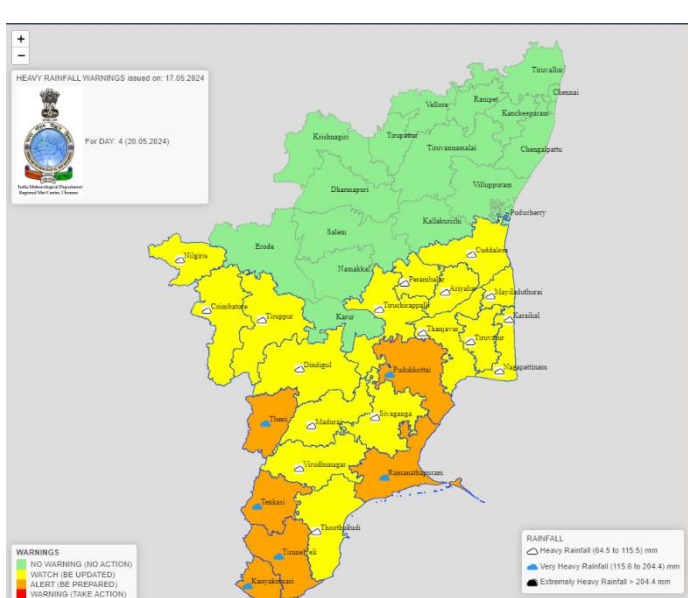 +
−
HEAVY RAINFALL WARNINGS issued on: 17.05.2024
For DAY: 4 (20.05.2024)
India Meteorological Department
Regional Met Centre, Chennai
Tiruvallur
Chennai
Ranipet
Vellore
Kancheepuram
Krishnagiri
Tirupattur
Tiruvannamalai
Chengalpattu
Dharmapuri
Villuppuram
Kallakurichi
Puducherry
Salem
Erode
Cuddalore
Nilgiris
Namakkal
Perambalur
Ariyalur
Mayiladuthurai
Coimbatore
Tiruppur
Karur
Tiruchirappalli
Karaikal
Thanjavur
Tiruvarur
Dindigul
Pudukkottai
Nagapattinam
Theni
Madurai
Sivaganga
Virudhunagar
Ramanathapuram
Tenkasi
Thoothukudi
Tirunelveli
Kanyakumari
WARNINGS
NO WARNING (NO ACTION)
WATCH (BE UPDATED)
ALERT (BE PREPARED)
WARNING (TAKE ACTION)
RAINFALL
Heavy Rainfall (64.5 to 115.5) mm
Very Heavy Rainfall (115.6 to 204.4) mm
Extremely Heavy Rainfall > 204.4 mm